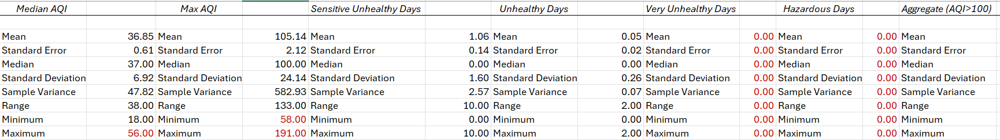 Median AQI Max AQI Sensitive Unhealthy Days Unhealthy Days Very Unhealthy Days Hazardous Days Aggregate (AQI>100)
Mean 36.85 Mean 105.14 Mean 1.06 Mean 0.05 Mean 0.00 Mean 0.00 Mean
Standard Error 0.61 Standard Error 2.12 Standard Error 0.14 Standard Error 0.02 Standard Error 0.00 Standard Error 0.00 Standard Error
Median 37.00 Median 100.00 Median 0.00 Median 0.00 Median 0.00 Median 0.00 Median
Standard Deviation 6.92 Standard Deviation 24.14 Standard Deviation 1.60 Standard Deviation 0.26 Standard Deviation 0.00 Standard Deviation 0.00 Standard Deviation
Sample Variance 47.82 Sample Variance 582.93 Sample Variance 2.57 Sample Variance 0.07 Sample Variance 0.00 Sample Variance 0.00 Sample Variance
Range 38.00 Range 133.00 Range 10.00 Range 2.00 Range 0.00 Range 0.00 Range
Minimum 18.00 Minimum 58.00 Minimum 0.00 Minimum 0.00 Minimum 0.00 Minimum 0.00 Minimum
Maximum 56.00 Maximum 191.00 Maximum 10.00 Maximum 2.00 Maximum 0.00 Maximum 0.00 Maximum